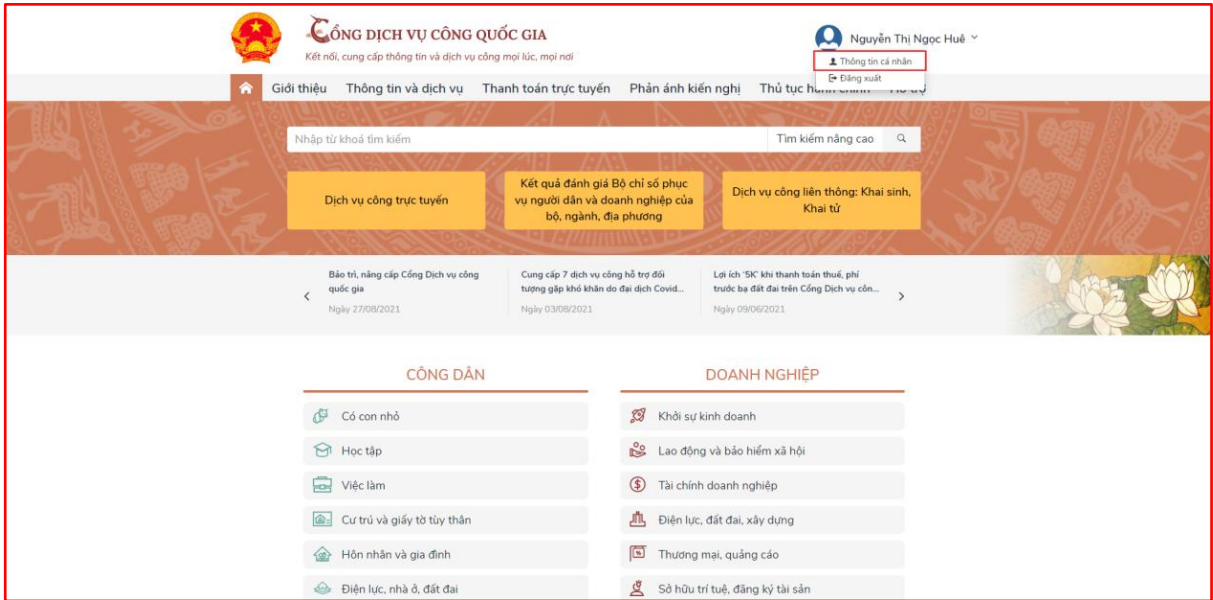 CỔNG DỊCH VỤ CÔNG QUỐC GIA
Kết nối, cung cấp thông tin và dịch vụ công mọi lúc, mọi nơi
Nguyễn Thị Ngọc Huê
Thông tin cá nhân
Đăng xuất
Giới thiệu Thông tin và dịch vụ Thanh toán trực tuyến Phản ánh kiến nghị Thủ tục hành chính Hỗ trợ
Nhập từ khoá tìm kiếm
Tìm kiếm nâng cao
Dịch vụ công trực tuyến
Kết quả đánh giá Bộ chỉ số phục
vụ người dân và doanh nghiệp của
bộ, ngành, địa phương
Dịch vụ công liên thông: Khai sinh,
Khai tử
Bảo trì, nâng cấp Cổng Dịch vụ công
quốc gia
Ngày 27/08/2021
Cung cấp 7 dịch vụ công hỗ trợ đối
tượng gặp khó khăn do đại dịch Covid...
Ngày 03/08/2021
Lợi ích '5K' khi thanh toán thuế, phí
trước bạ đất đai trên Cổng Dịch vụ côn...
Ngày 09/06/2021
CÔNG DÂN
Có con nhỏ
Học tập
Việc làm
Cư trú và giấy tờ tùy thân
Hôn nhân và gia đình
Điện lực, nhà ở, đất đai
DOANH NGHIỆP
Khởi sự kinh doanh
Lao động và bảo hiểm xã hội
Tài chính doanh nghiệp
Điện lực, đất đai, xây dựng
Thương mại, quảng cáo
Sở hữu trí tuệ, đăng ký tài sản